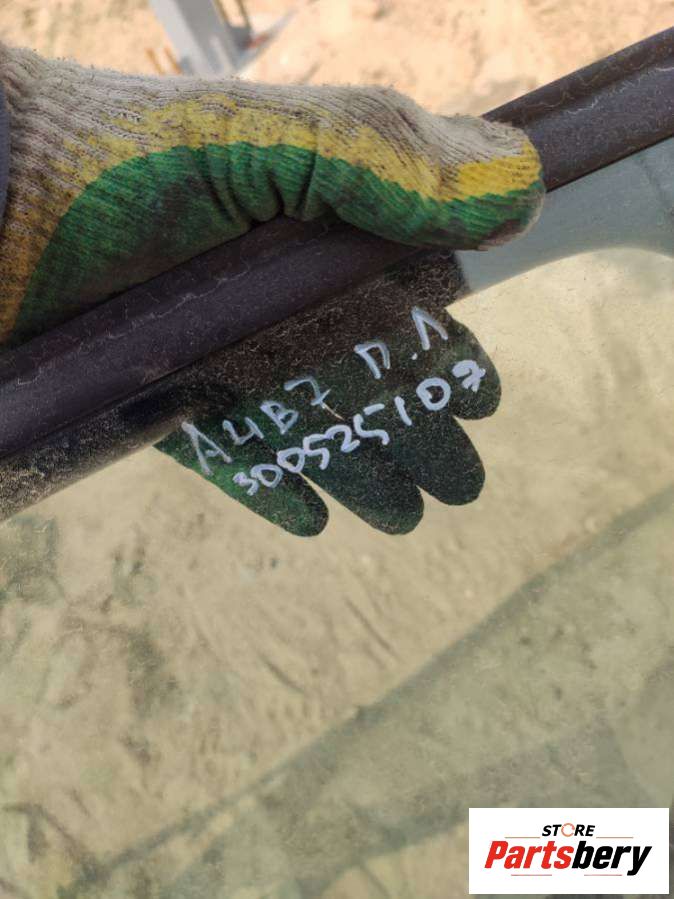 A4B7 П.Л
300525107
STORE
Partsbery